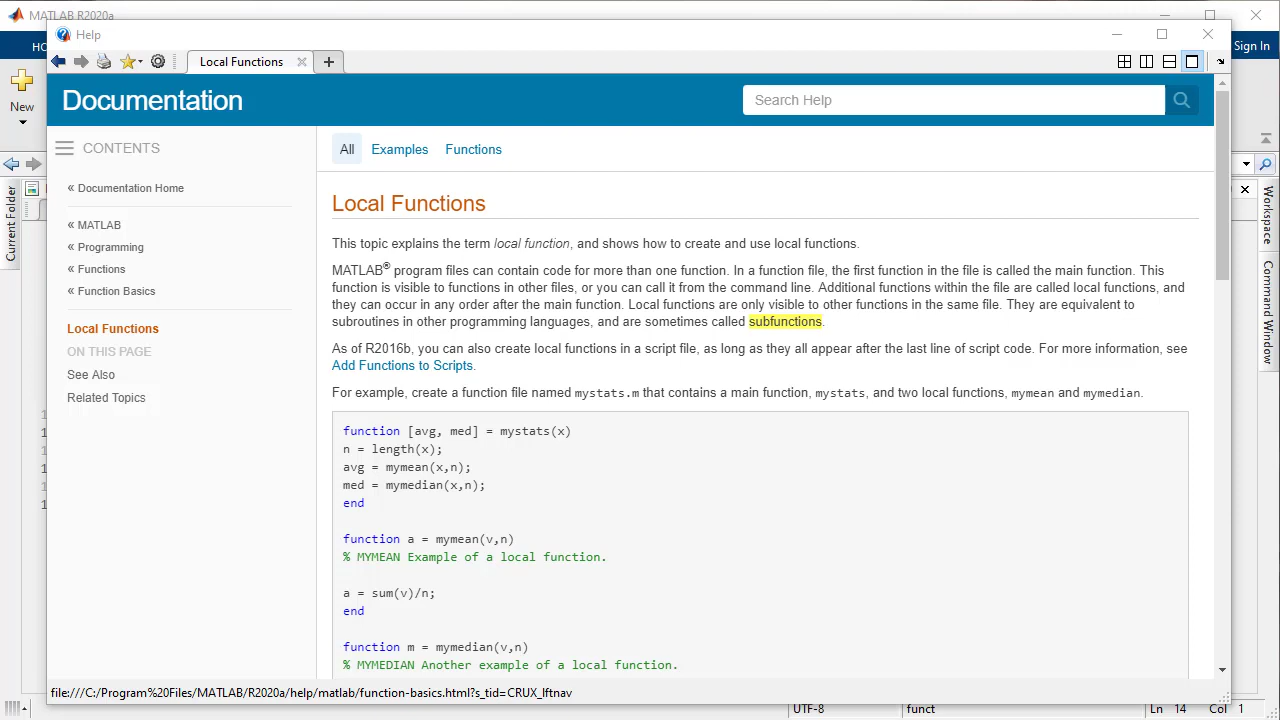 MATLAB R2020a
Help
HO
Sign In
Local Functions
New
Documentation
Search Help
CONTENTS
All Examples Functions
« Documentation Home
« MATLAB
« Programming
« Functions
« Function Basics
Local Functions
ON THIS PAGE
See Also
Related Topics
Current Folder
Workspace
Command Window
Local Functions
This topic explains the term local function, and shows how to create and use local functions.
MATLAB® program files can contain code for more than one function. In a function file, the first function in the file is called the main function. This
function is visible to functions in other files, or you can call it from the command line. Additional functions within the file are called local functions, and
they can occur in any order after the main function. Local functions are only visible to other functions in the same file. They are equivalent to
subroutines in other programming languages, and are sometimes called subfunctions.
As of R2016b, you can also create local functions in a script file, as long as they all appear after the last line of script code. For more information, see
Add Functions to Scripts.
For example, create a function file named mystats.m that contains a main function, mystats, and two local functions, mymean and mymedian.
function [avg, med] = mystats(x)
n = length(x);
avg = mymean(x,n);
med = mymedian(x,n);
end
function a = mymean(v,n)
% MYMEAN Example of a local function.
a = sum(v)/n;
end
function m = mymedian(v,n)
% MYMEDIAN Another example of a local function.
file:///C:/Program%20Files/MATLAB/R2020a/help/matlab/function-basics.html?s_tid=CRUX_lftnav
UTF-8 funct Ln 14 Col 1